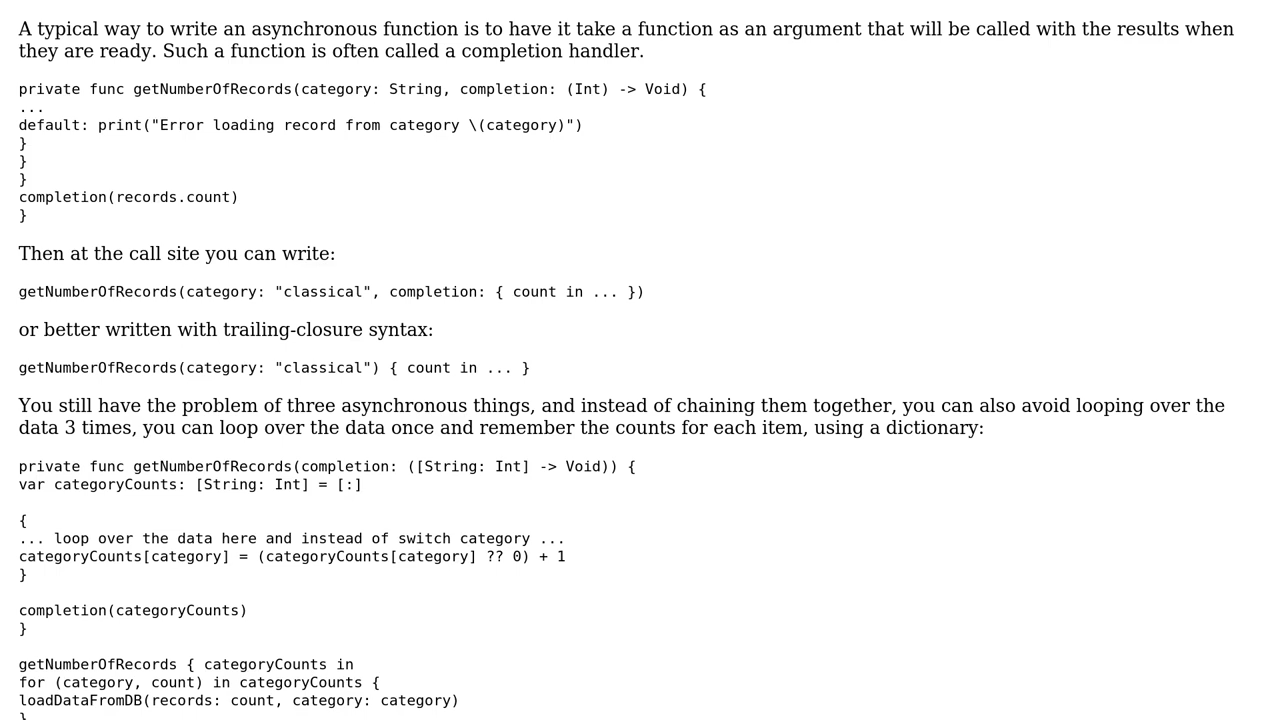 A typical way to write an asynchronous function is to have it take a function as an argument that will be called with the results when
they are ready. Such a function is often called a completion handler.
private func getNumberOfRecords(category: String, completion: (Int) -> Void) {
...
default: print("Error loading record from category \(category)")
}
}
}
completion(records.count)
}
Then at the call site you can write:
getNumberOfRecords(category: "classical", completion: { count in ... })
or better written with trailing-closure syntax:
getNumberOfRecords(category: "classical") { count in ... }
You still have the problem of three asynchronous things, and instead of chaining them together, you can also avoid looping over the
data 3 times, you can loop over the data once and remember the counts for each item, using a dictionary:
private func getNumberOfRecords(completion: ([String: Int] -> Void)) {
var categoryCounts: [String: Int] = [:]
{
... loop over the data here and instead of switch category ...
categoryCounts[category] = (categoryCounts[category] ?? 0) + 1
}
completion(categoryCounts)
}
getNumberOfRecords { categoryCounts in
for (category, count) in categoryCounts {
loadDataFromDB(records: count, category: category)
}